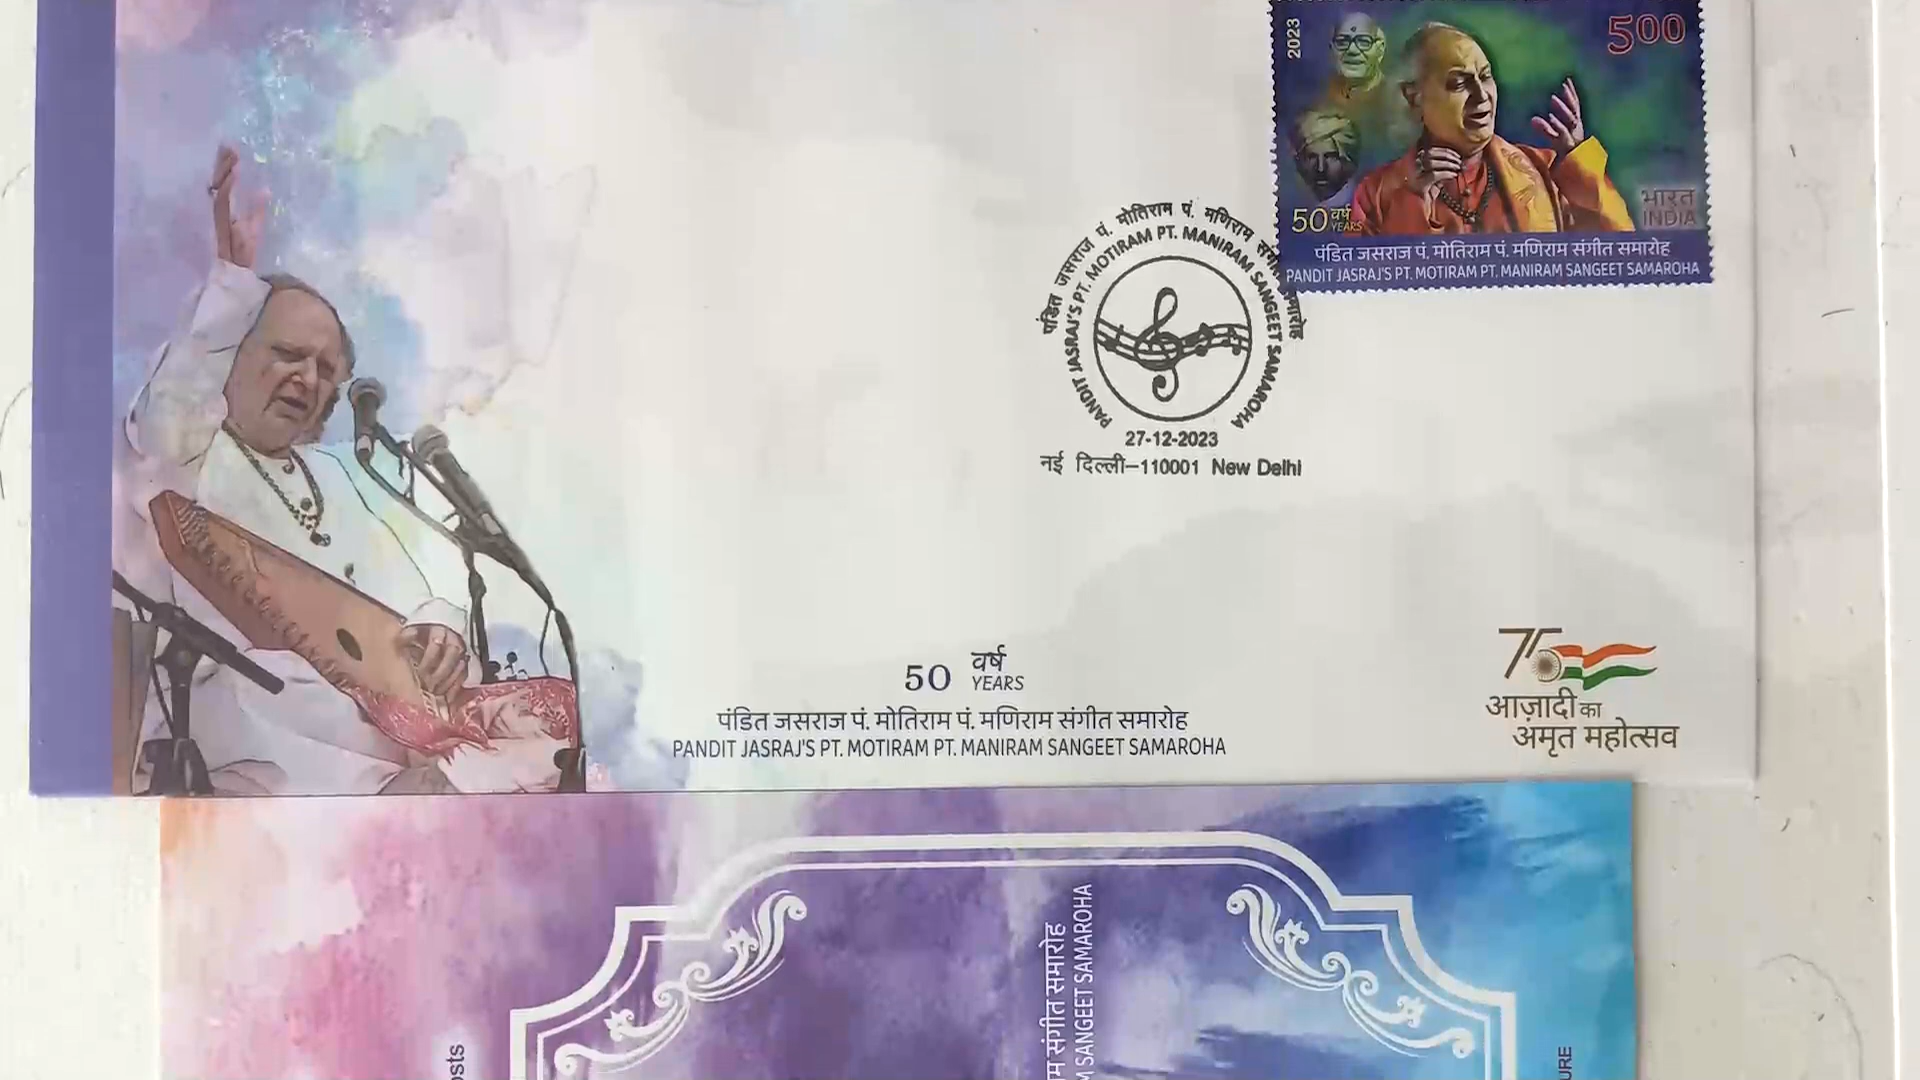 2023
500
50 वर्ष
YEARS
भारत
INDIA
पंडित जसराज पं. मोतिराम पं. मणिराम संगीत समारोह
PANDIT JASRAJ'S PT. MOTIRAM PT. MANIRAM SANGEET SAMAROHA
पंडित जसराज पं. मोतिराम पं. मणिराम संगीत समारोह
PANDIT JASRAJ'S PT. MOTIRAM PT. MANIRAM SANGEET SAMAROHA
27-12-2023
नई दिल्ली–110001 New Delhi
50 वर्ष
YEARS
पंडित जसराज पं. मोतिराम पं. मणिराम संगीत समारोह
PANDIT JASRAJ'S PT. MOTIRAM PT. MANIRAM SANGEET SAMAROHA
75
आज़ादी का
अमृत महोत्सव
संगीत समारोह
SANGEET SAMAROHA